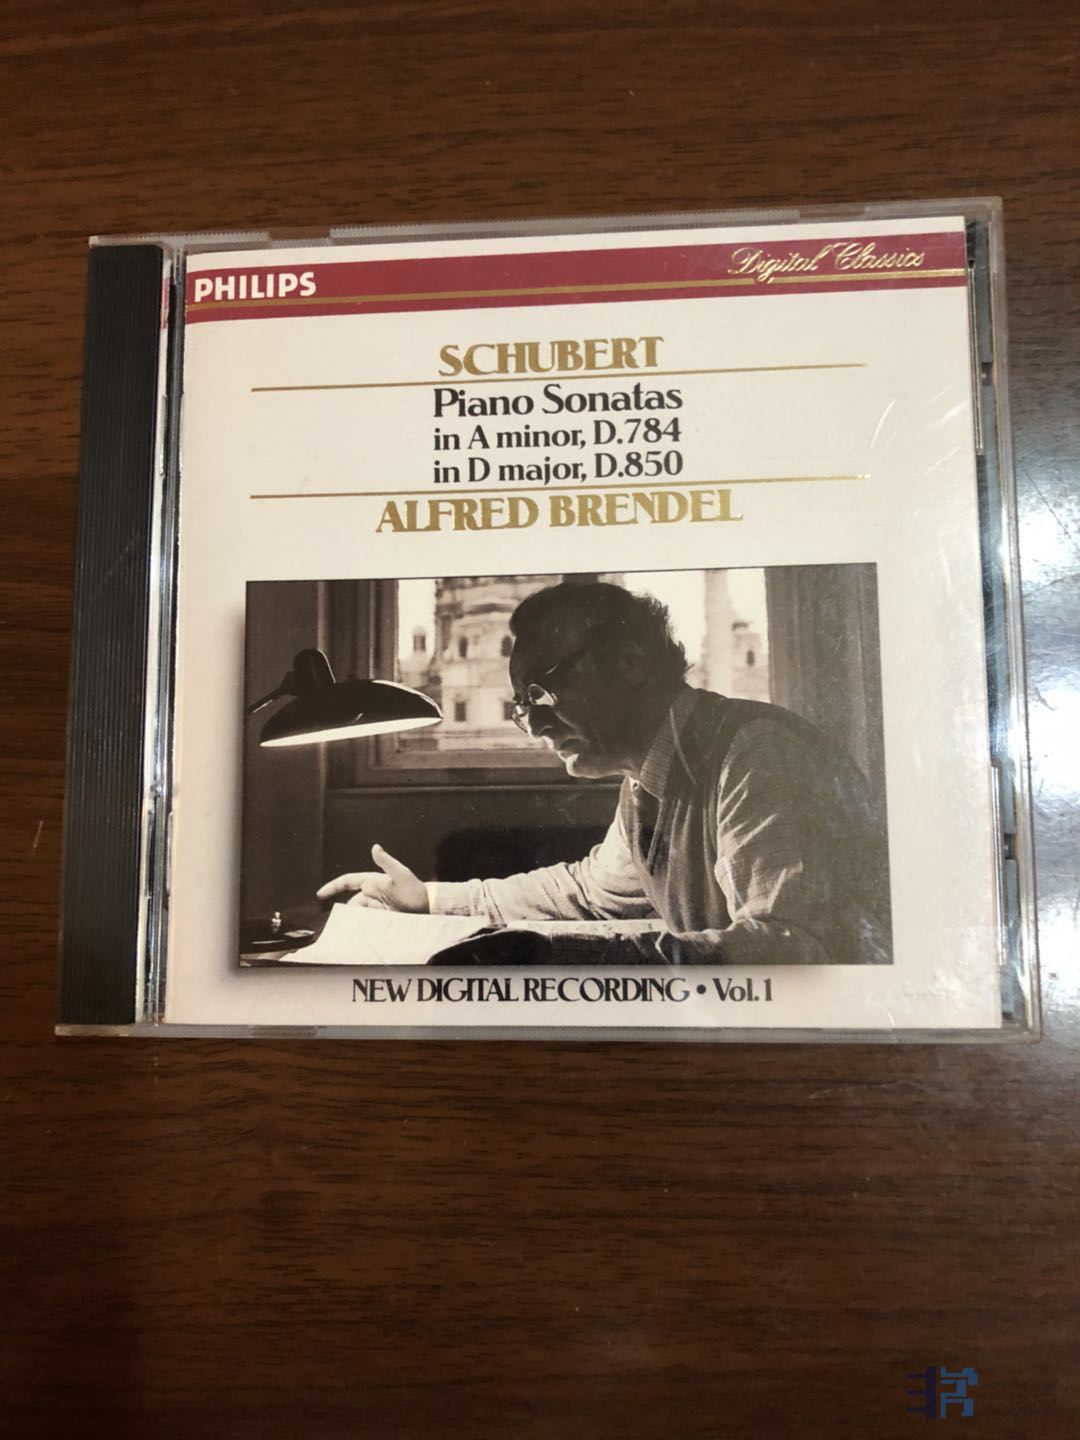 PHILIPS
Digital Classics
SCHUBERT
Piano Sonatas
in A minor, D.784
in D major, D.850
ALFRED BRENDEL
NEW DIGITAL RECORDING • Vol.1